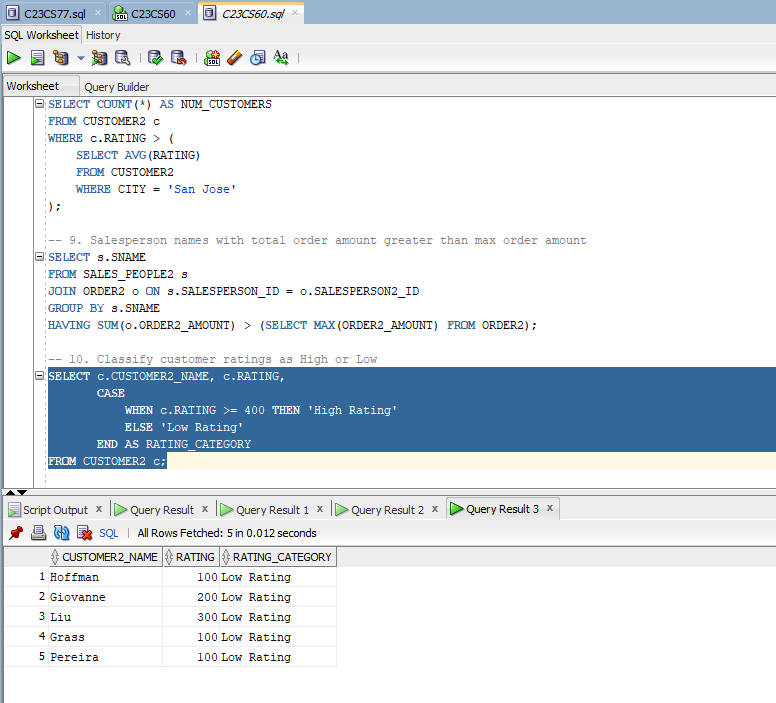 C23CS77.sql
C23CS60
C23CS60.sql
SQL Worksheet History
Worksheet Query Builder
SELECT COUNT(*) AS NUM_CUSTOMERS
FROM CUSTOMER2 c
WHERE c.RATING > (
    SELECT AVG(RATING)
    FROM CUSTOMER2
    WHERE CITY = 'San Jose'
);
-- 9. Salesperson names with total order amount greater than max order amount
SELECT s.SNAME
FROM SALES_PEOPLE2 s
JOIN ORDER2 o ON s.SALESPERSON_ID = o.SALESPERSON2_ID
GROUP BY s.SNAME
HAVING SUM(o.ORDER2_AMOUNT) > (SELECT MAX(ORDER2_AMOUNT) FROM ORDER2);
-- 10. Classify customer ratings as High or Low
SELECT c.CUSTOMER2_NAME, c.RATING,
       CASE
           WHEN c.RATING >= 400 THEN 'High Rating'
           ELSE 'Low Rating'
       END AS RATING_CATEGORY
FROM CUSTOMER2 c;
Script Output x Query Result x Query Result 1 x Query Result 2 x Query Result 3 x
SQL | All Rows Fetched: 5 in 0.012 seconds
CUSTOMER2_NAME RATING RATING_CATEGORY
1 Hoffman 100 Low Rating
2 Giovanne 200 Low Rating
3 Liu 300 Low Rating
4 Grass 100 Low Rating
5 Pereira 100 Low Rating